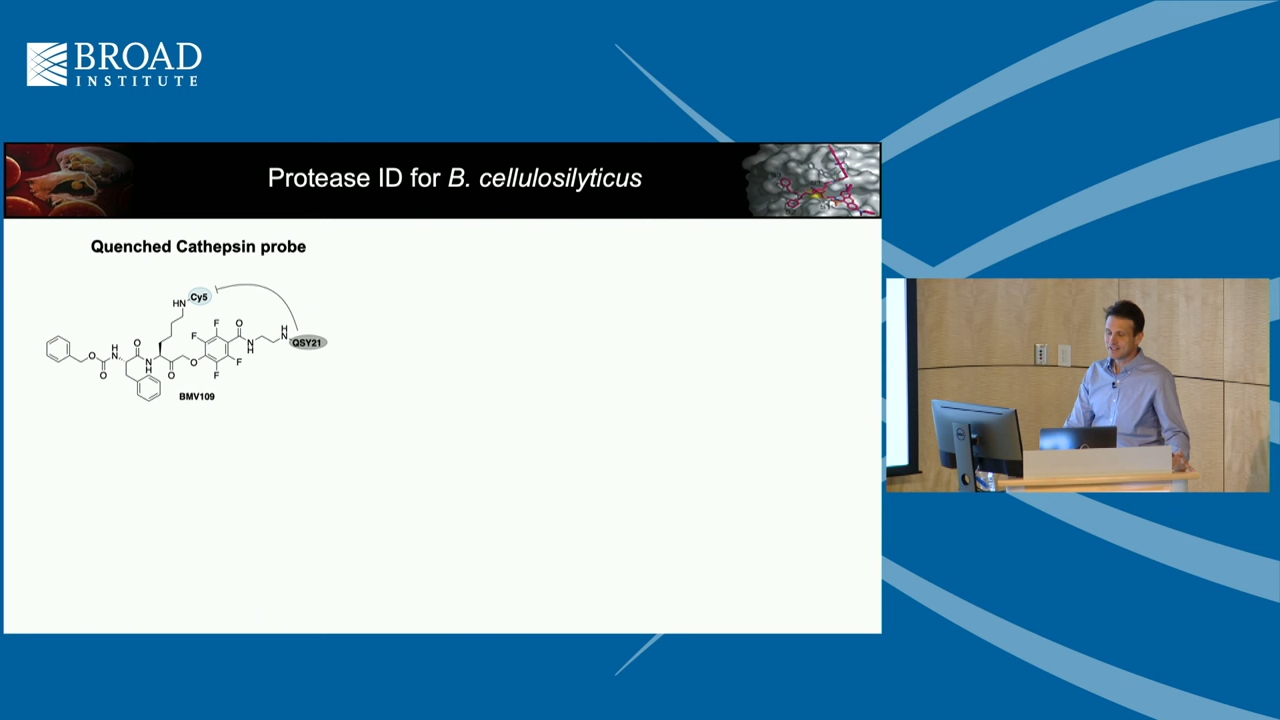 BROAD
INSTITUTE
Protease ID for B. cellulosilyticus
Quenched Cathepsin probe
Cy5
HN
F
F
O
H
N
QSY21
N
H
O
H
N
O
N
H
O
O
O
F
F
BMV109